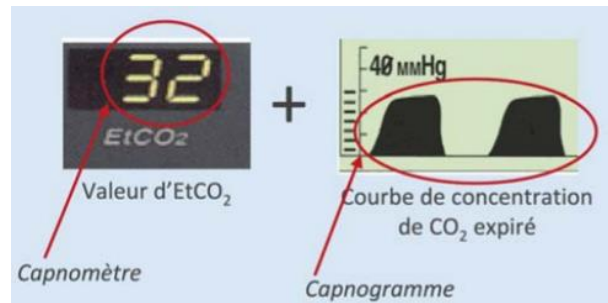 32
EtCO2
+
40 MMHg
Valeur d'EtCO₂
Courbe de concentration
de CO₂ expiré
Capnomètre
Capnogramme